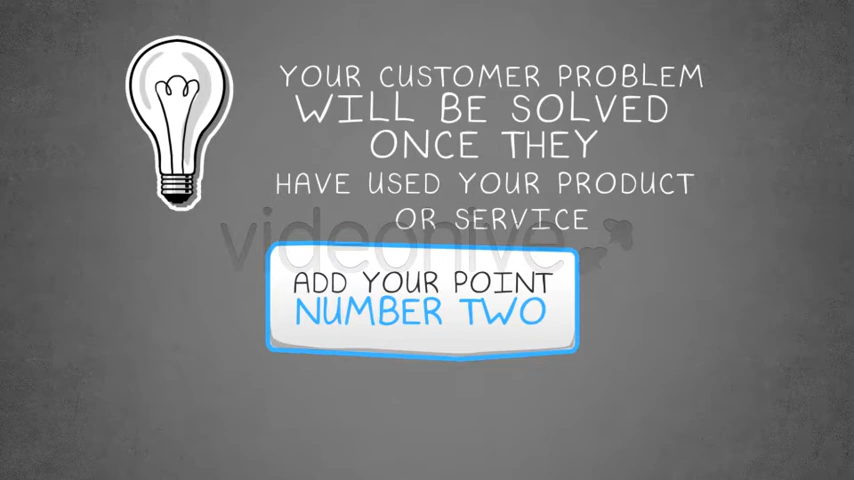 YOUR CUSTOMER PROBLEM
WILL BE SOLVED
ONCE THEY
HAVE USED YOUR PRODUCT
OR SERVICE
videohive
ADD YOUR POINT
NUMBER TWO